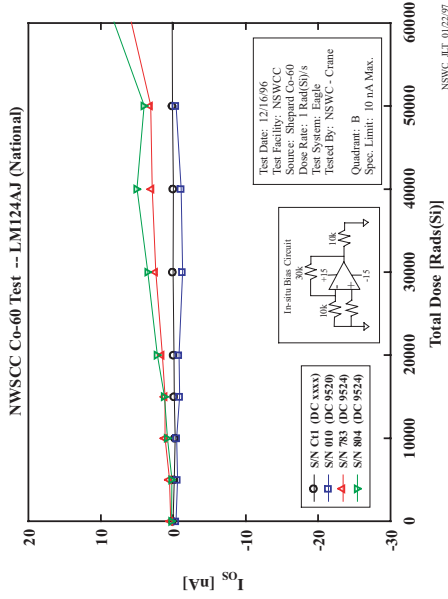 NWSCC Co-60 Test -- LM124AJ (National)
20
10
0
-10
-20
-30
I_OS [nA]
0
10000
20000
30000
40000
50000
60000
Total Dose [Rads(Si)]
S/N Ct1 (DC xxxx)
S/N 010 (DC 9520)
S/N 783 (DC 9524)
S/N 804 (DC 9524)
In-situ Bias Circuit
30k
+15
10k
-
+
-15
10k
Test Date: 12/16/96
Test Facility: NWSCC
Source: Shepard Co-60
Dose Rate: 1 Rad(Si)/s
Test System: Eagle
Tested By: NSWC - Crane
Quadrant: B
Spec. Limit: 10 nA Max.
NSWC_JLT 01/22/97